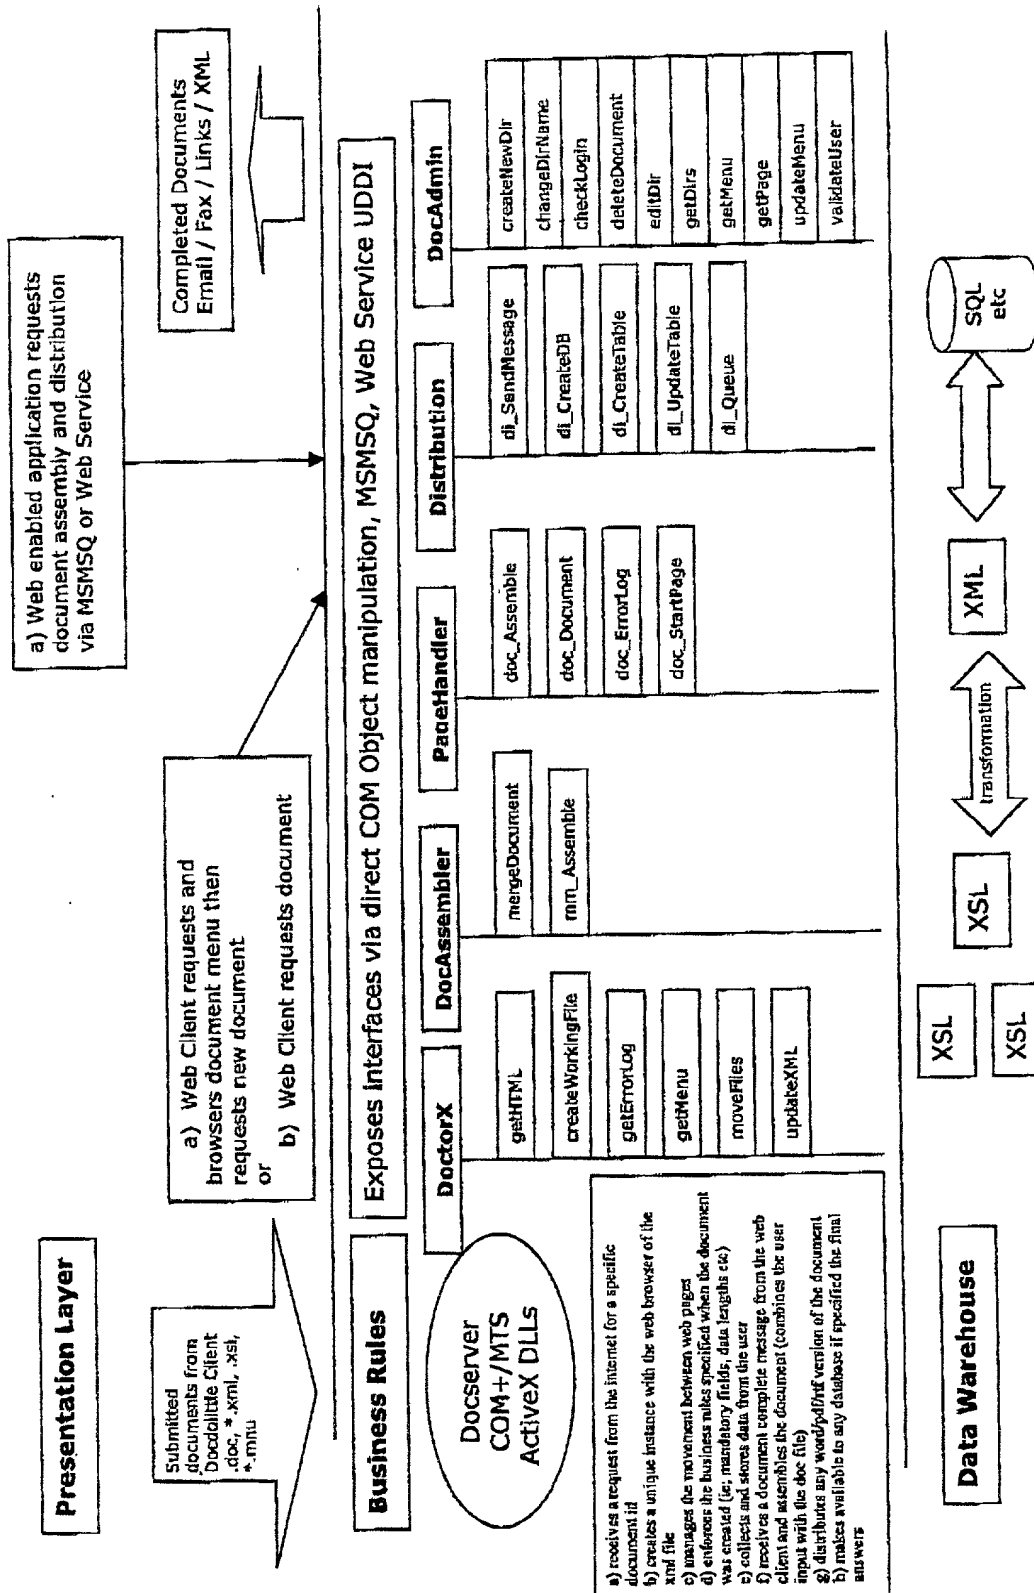 Presentation Layer
Submitted
documents from
Docdolittle Client
.doc, *.xml, .xsl,
*.mnu
a) Web Client requests and
browsers document menu then
requests new document
or
b) Web Client requests document
a) Web enabled application requests
document assembly and distribution
via MSMSQ or Web Service
Completed Documents
Email / Fax / Links / XML
Business Rules
Exposes Interfaces via direct COM Object manipulation, MSMSQ, Web Service UDDI
Docserver
COM+/MTS
ActiveX DLLs
a) receives a request from the internet for a specific
document id
b) creates a unique instance with the web browser of the
xml file
c) manages the movement between web pages
d) enforces the business rules specified when the document
was created (ie; mandatory fields, data lengths etc)
e) collects and stores data from the user
f) receives a document complete message from the web
client and assembles the document (combines the user
input with the doc file)
g) distributes any word/pdf/rtf version of the document
h) makes available to any database if specified the final
answers
DoctorX
getHTML
createWorkingFile
getErrorLog
getMenu
moveFiles
updateXML
DocAssembler
mergeDocument
mm_Assemble
PageHandler
doc_Assemble
doc_Document
doc_ErrorLog
doc_StartPage
Distribution
di_SendMessage
di_CreateDB
di_CreateTable
di_UpdateTable
di_Queue
DocAdmin
createNewDir
changeDirName
checkLogin
deleteDocument
editDir
getDirs
getMenu
getPage
updateMenu
validateUser
Data Warehouse
XSL
XSL
XSL
transformation
XML
SQL
etc